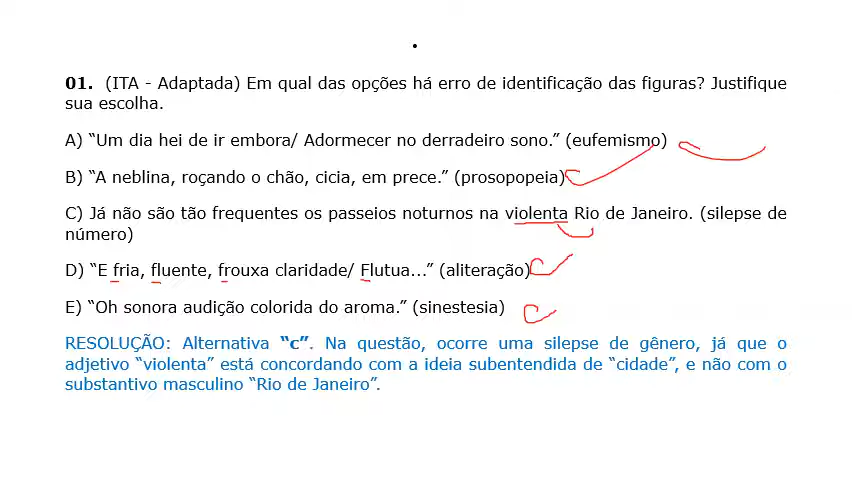 01. (ITA - Adaptada) Em qual das opções há erro de identificação das figuras? Justifique
sua escolha.
A) “Um dia hei de ir embora/ Adormecer no derradeiro sono.” (eufemismo)
B) “A neblina, roçando o chão, cicia, em prece.” (prosopopeia)
C) Já não são tão frequentes os passeios noturnos na violenta Rio de Janeiro. (silepse de
número)
D) “E fria, fluente, frouxa claridade/ Flutua...” (aliteração)
E) “Oh sonora audição colorida do aroma.” (sinestesia)
RESOLUÇÃO: Alternativa “c”. Na questão, ocorre uma silepse de gênero, já que o
adjetivo “violenta” está concordando com a ideia subentendida de “cidade”, e não com o
substantivo masculino “Rio de Janeiro”.